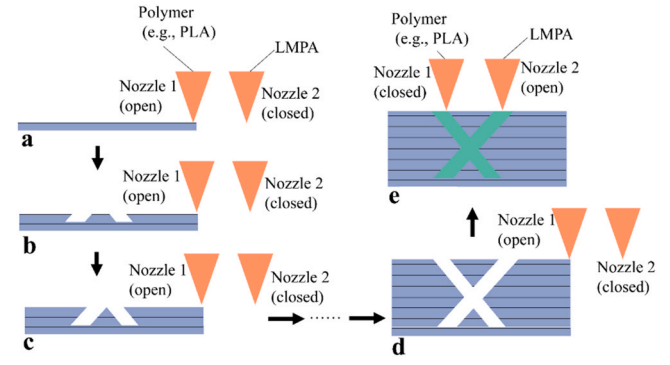 Polymer
(e.g., PLA)
LMPA
Nozzle 1
(open)
Nozzle 2
(closed)
a
Nozzle 1
(open)
Nozzle 2
(closed)
b
Nozzle 1
(open)
Nozzle 2
(closed)
c
......
Polymer
(e.g., PLA)
LMPA
Nozzle 1
(closed)
Nozzle 2
(open)
e
Nozzle 1
(open)
Nozzle 2
(closed)
d